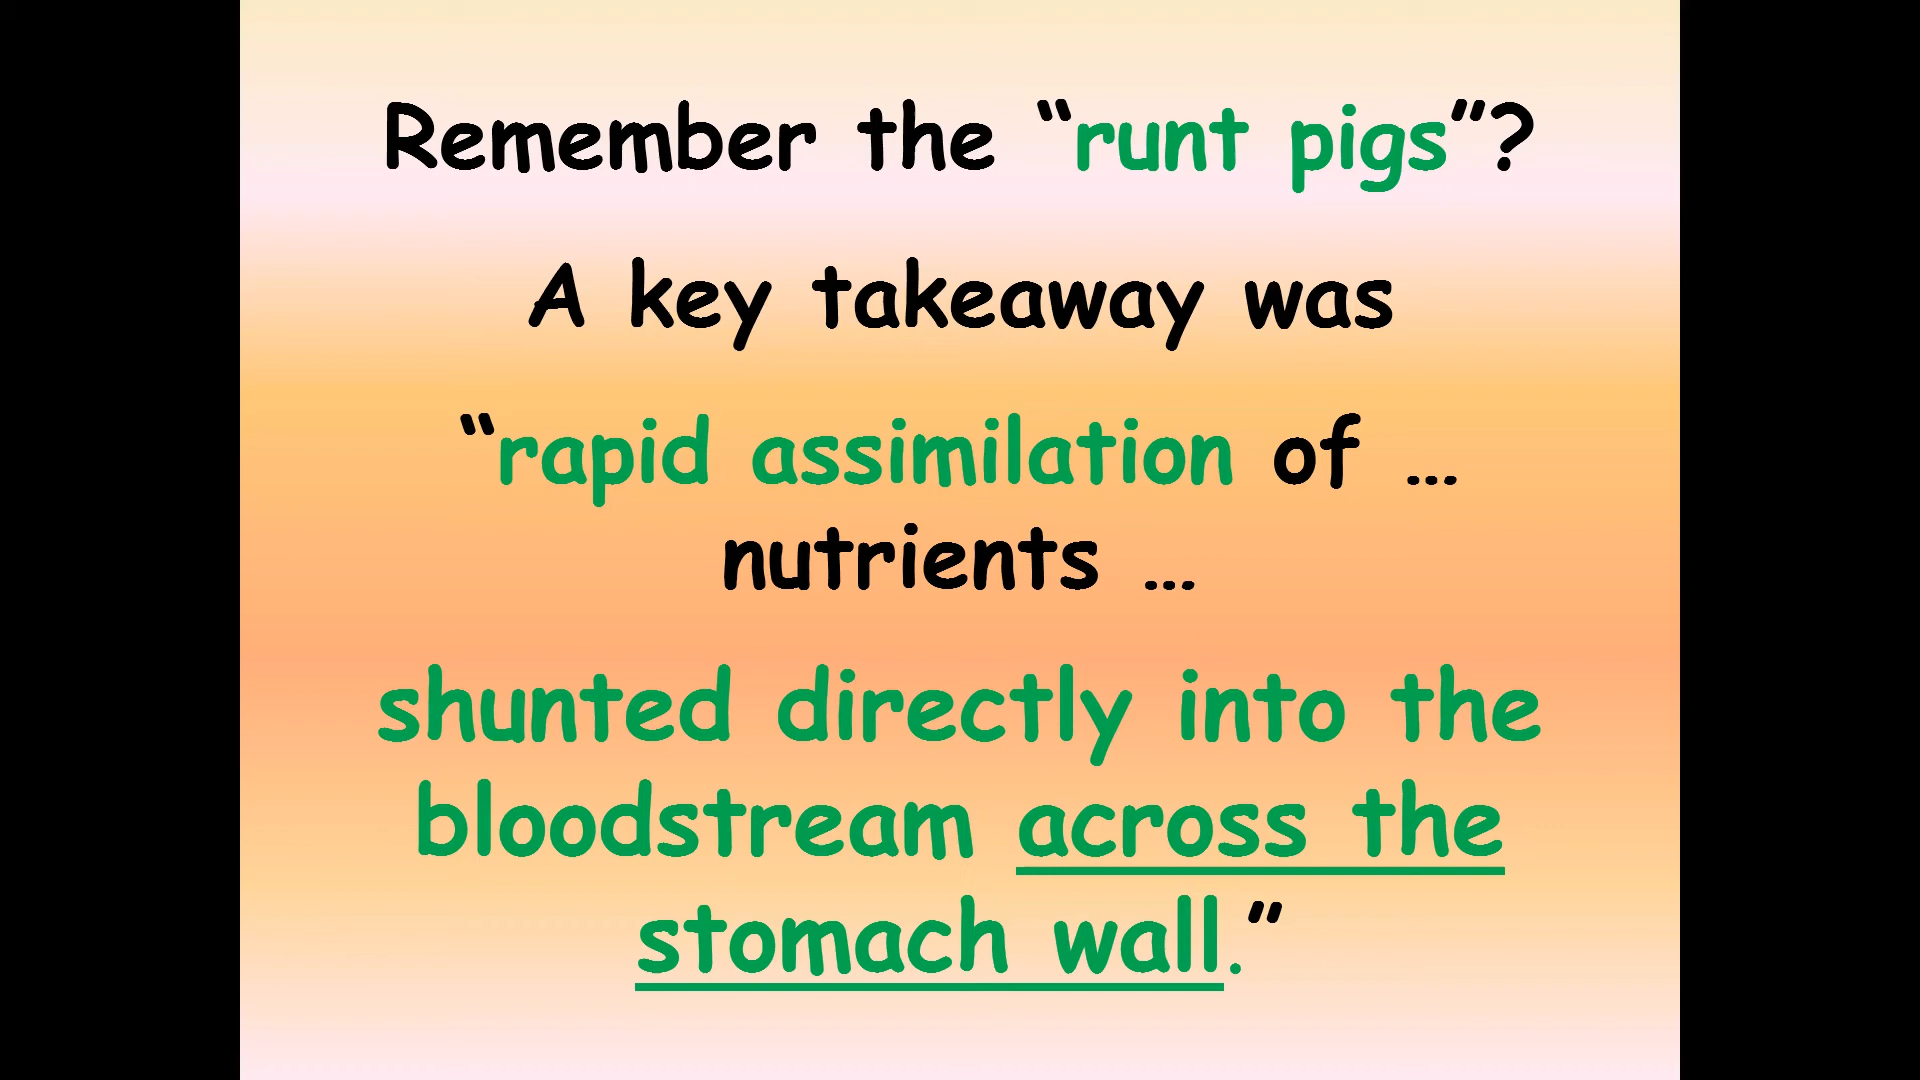 Remember the “runt pigs”?
A key takeaway was
“rapid assimilation of …
nutrients …
shunted directly into the
bloodstream across the
stomach wall.”